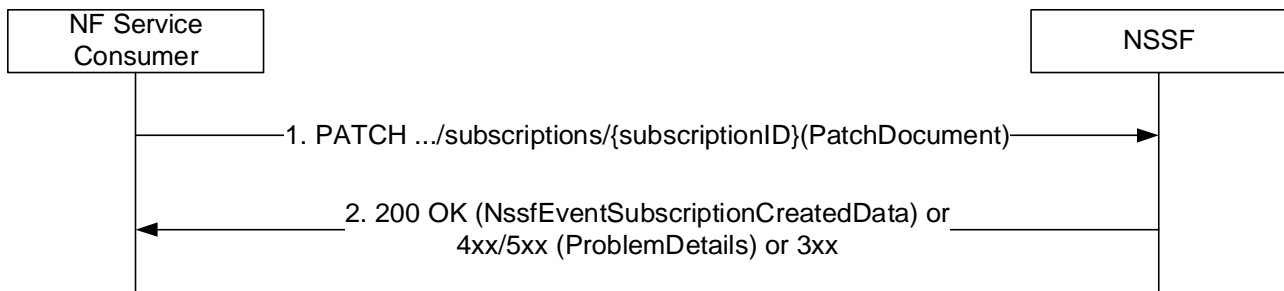 NF Service
Consumer
NSSF
1. PATCH .../subscriptions/{subscriptionID}(PatchDocument)
2. 200 OK (NssfEventSubscriptionCreatedData) or
4xx/5xx (ProblemDetails) or 3xx